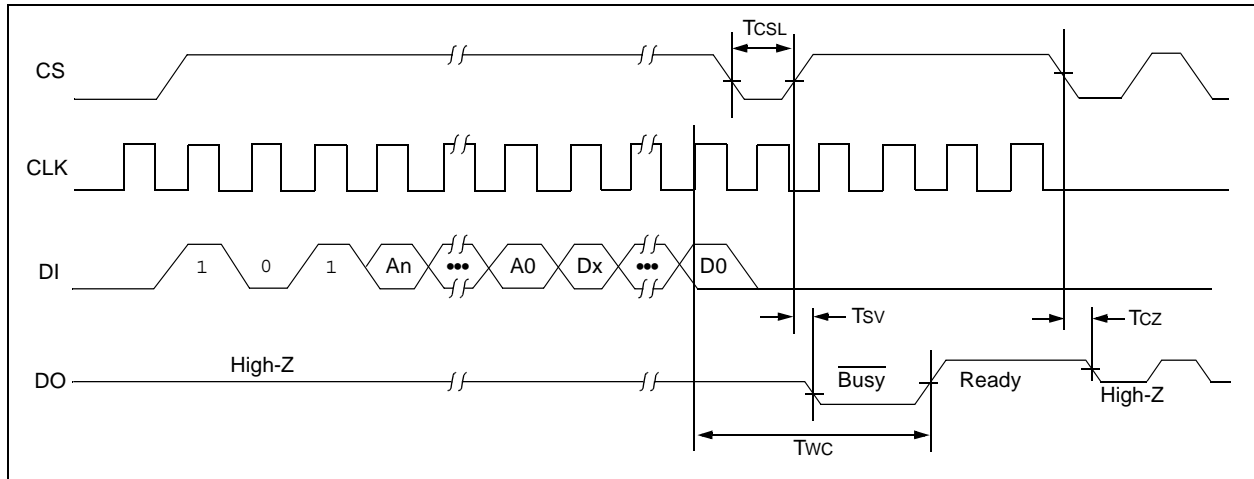 TCSL
CS
CLK
DI 1 0 1 An ••• A0 Dx ••• D0
TSV TCZ
High-Z
DO Busy Ready
High-Z
TWC